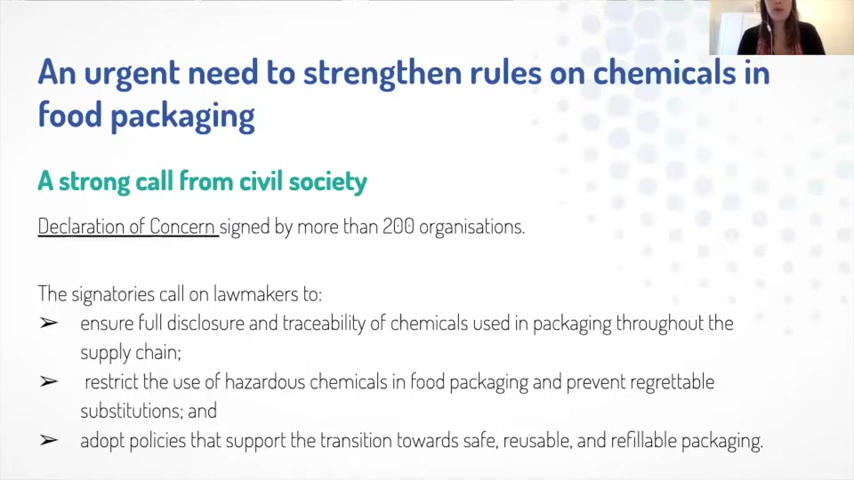 An urgent need to strengthen rules on chemicals in
food packaging
A strong call from civil society
Declaration of Concern signed by more than 200 organisations.
The signatories call on lawmakers to:
➢ ensure full disclosure and traceability of chemicals used in packaging throughout the
supply chain;
➢ restrict the use of hazardous chemicals in food packaging and prevent regrettable
substitutions; and
➢ adopt policies that support the transition towards safe, reusable, and refillable packaging.